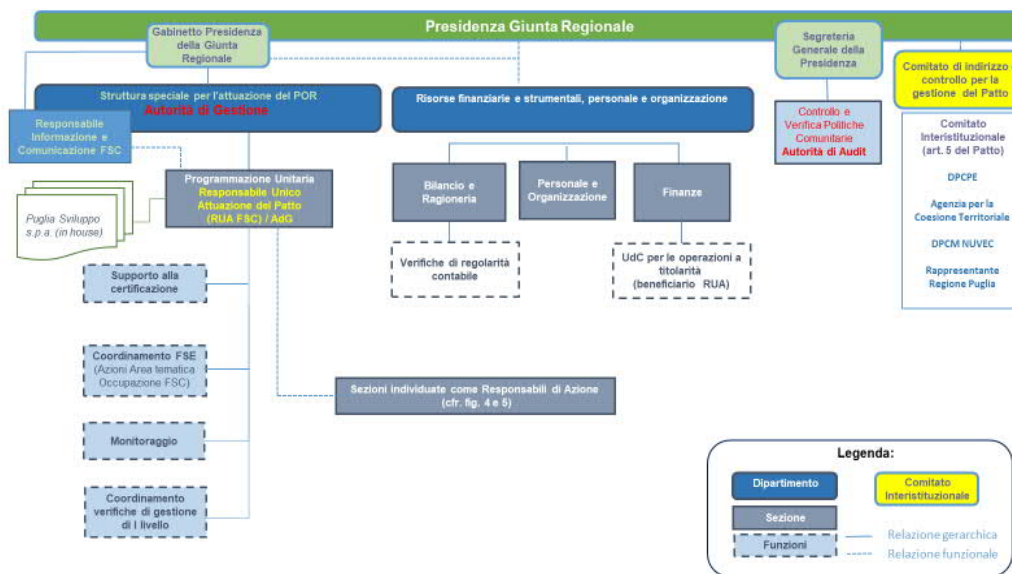 Presidenza Giunta Regionale
Gabinetto Presidenza
della Giunta
Regionale
Segreteria
Generale della
Presidenza
Comitato di indirizzo e
controllo per la
gestione del Patto
Struttura speciale per l'attuazione del POR
Autorità di Gestione
Risorse finanziarie e strumentali, personale e organizzazione
Controllo e
Verifica Politiche
Comunitarie
Autorità di Audit
Responsabile
Informazione e
Comunicazione FSC
Comitato
Interistituzionale
(art. 5 del Patto)
DPCPE
Agenzia per la
Coesione Territoriale
DPCM NUVEC
Rappresentante
Regione Puglia
Programmazione Unitaria
Responsabile Unico
Attuazione del Patto
(RUA FSC) / AdG
Puglia Sviluppo
s.p.a. (in house)
Bilancio e
Ragioneria
Personale e
Organizzazione
Finanze
Verifiche di regolarità
contabile
UdC per le operazioni a
titolarità
(beneficiario RUA)
Supporto alla
certificazione
Coordinamento FSE
(Azioni Area tematica
Occupazione FSC)
Sezioni individuate come Responsabili di Azione
(cfr. fig. 4 e 5)
Monitoraggio
Coordinamento
verifiche di gestione
di I livello
Legenda:
Dipartimento
Comitato
Interistituzionale
Sezione
Funzioni
Relazione gerarchica
Relazione funzionale